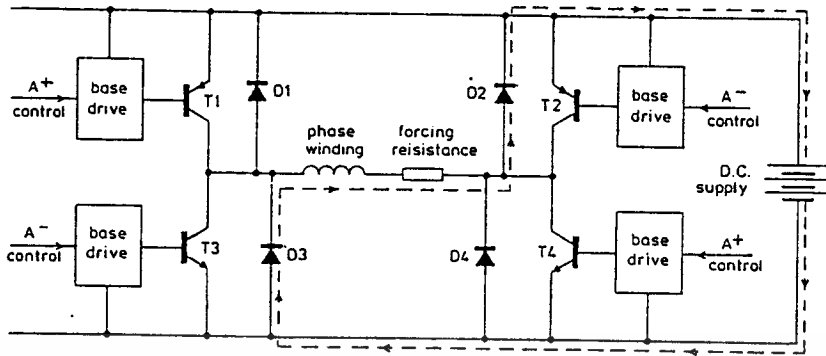 A+
control
base
drive
T1
D1
D2
T2
base
drive
A−
control
phase
winding
forcing
reisistance
D.C.
supply
A−
control
base
drive
T3
D3
D4
T4
base
drive
A+
control